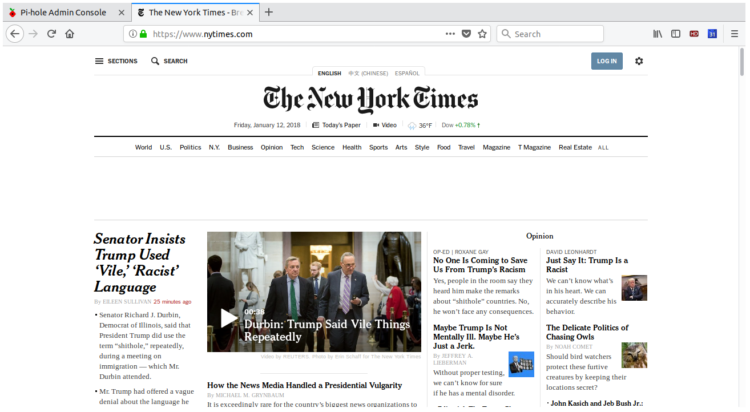 Pi-hole Admin Console
The New York Times - Bre
https://www.nytimes.com
Search
SECTIONS
SEARCH
LOG IN
ENGLISH 中文 (CHINESE) ESPAÑOL
The New York Times
Friday, January 12, 2018
Today's Paper
Video
36°F
Dow +0.78% ↑
World U.S. Politics N.Y. Business Opinion Tech Science Health Sports Arts Style Food Travel Magazine T Magazine Real Estate ALL
Senator Insists
Trump Used
‘Vile,’ ‘Racist’
Language
By EILEEN SULLIVAN 25 minutes ago
• Senator Richard J. Durbin,
Democrat of Illinois, said that
President Trump did use the
term “shithole,” repeatedly,
during a meeting on
immigration — which Mr.
Durbin attended.
• Mr. Trump had offered a vague
denial about the language he
00:38
Durbin: Trump Said Vile Things
Repeatedly
Video by REUTERS. Photo by Erin Schaff for The New York Times
How the News Media Handled a Presidential Vulgarity
By MICHAEL M. GRYNBAUM
It is exceedingly rare for the country's biggest news organizations to
Opinion
OP-ED | ROXANE GAY
No One Is Coming to Save
Us From Trump's Racism
Yes, people in the room say they
heard him make the remarks
about “shithole” countries. No,
he won't face any consequences.
Maybe Trump Is Not
Mentally Ill. Maybe He's
Just a Jerk.
By JEFFREY A.
LIEBERMAN
Without proper testing,
we can't know for sure
if he has a mental disorder.
DAVID LEONHARDT
Just Say It: Trump Is a
Racist
We can't know what's
in his heart. We can
accurately describe his
behavior.
The Delicate Politics of
Chasing Owls
By NOAH COMET
Should bird watchers
protect these furtive
creatures by keeping their
locations secret?
• John Kasich and Jeb Bush Jr.: